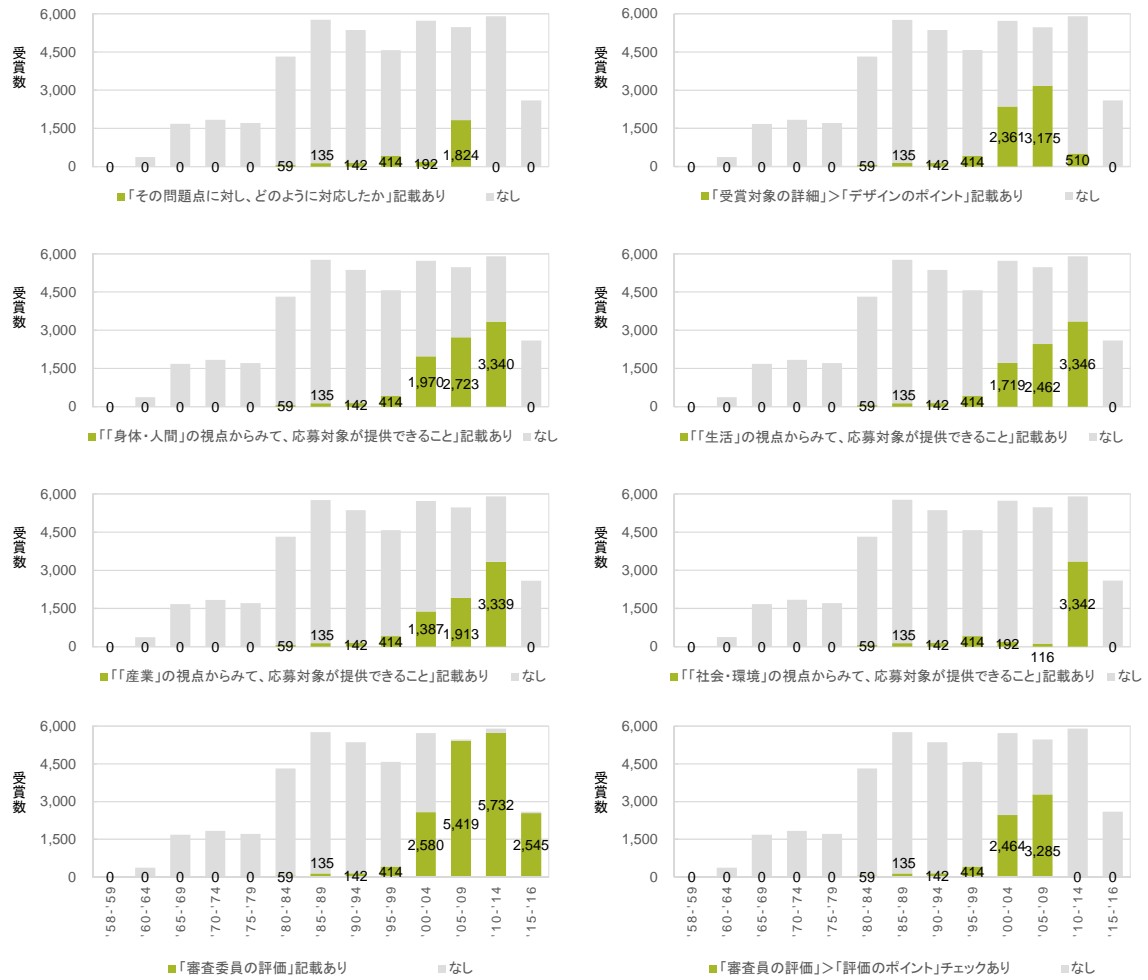 6,000
4,500
3,000
1,500
0
受賞数
0 0 0 0 0 59 135 142 414 192 1,824 0 0
■「その問題点に対し、どのように対応したか」記載あり ■なし
6,000
4,500
3,000
1,500
0
受賞数
0 0 0 0 0 59 135 142 414 2,361 3,175 510 0
■「受賞対象の詳細」＞「デザインのポイント」記載あり ■なし
6,000
4,500
3,000
1,500
0
受賞数
0 0 0 0 0 59 135 142 414 1,970 2,723 3,340 0
■「「身体・人間」の視点からみて、応募対象が提供できること」記載あり ■なし
6,000
4,500
3,000
1,500
0
受賞数
0 0 0 0 0 59 135 142 414 1,719 2,462 3,346 0
■「「生活」の視点からみて、応募対象が提供できること」記載あり ■なし
6,000
4,500
3,000
1,500
0
受賞数
0 0 0 0 0 59 135 142 414 1,387 1,913 3,339 0
■「「産業」の視点からみて、応募対象が提供できること」記載あり ■なし
6,000
4,500
3,000
1,500
0
受賞数
0 0 0 0 0 59 135 142 414 192 116 3,342 0
■「「社会・環境」の視点からみて、応募対象が提供できること」記載あり ■なし
6,000
4,500
3,000
1,500
0
受賞数
0 0 0 0 0 59 135 142 414 2,580 5,419 5,732 2,545
'58-'59 '60-'64 '65-'69 '70-'74 '75-'79 '80-'84 '85-'89 '90-'94 '95-'99 '00-'04 '05-'09 '10-'14 '15-'16
■「審査委員の評価」記載あり ■なし
6,000
4,500
3,000
1,500
0
受賞数
0 0 0 0 0 59 135 142 414 2,464 3,285 0 0
'58-'59 '60-'64 '65-'69 '70-'74 '75-'79 '80-'84 '85-'89 '90-'94 '95-'99 '00-'04 '05-'09 '10-'14 '15-'16
■「審査員の評価」＞「評価のポイント」チェックあり ■なし